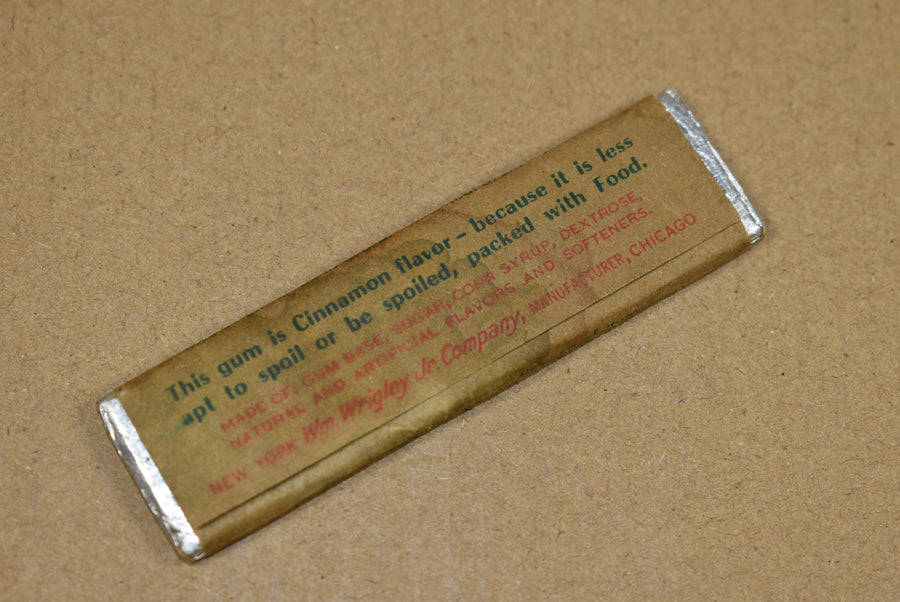 This gum is Cinnamon flavor – because it is less
apt to spoil or be spoiled, packed with Food.
MADE OF: GUM BASE, SUGAR, CORN SYRUP, DEXTROSE,
NATURAL AND ARTIFICIAL FLAVORS AND SOFTENERS.
NEW YORK Wm Wrigley Jr. Company, MANUFACTURER, CHICAGO